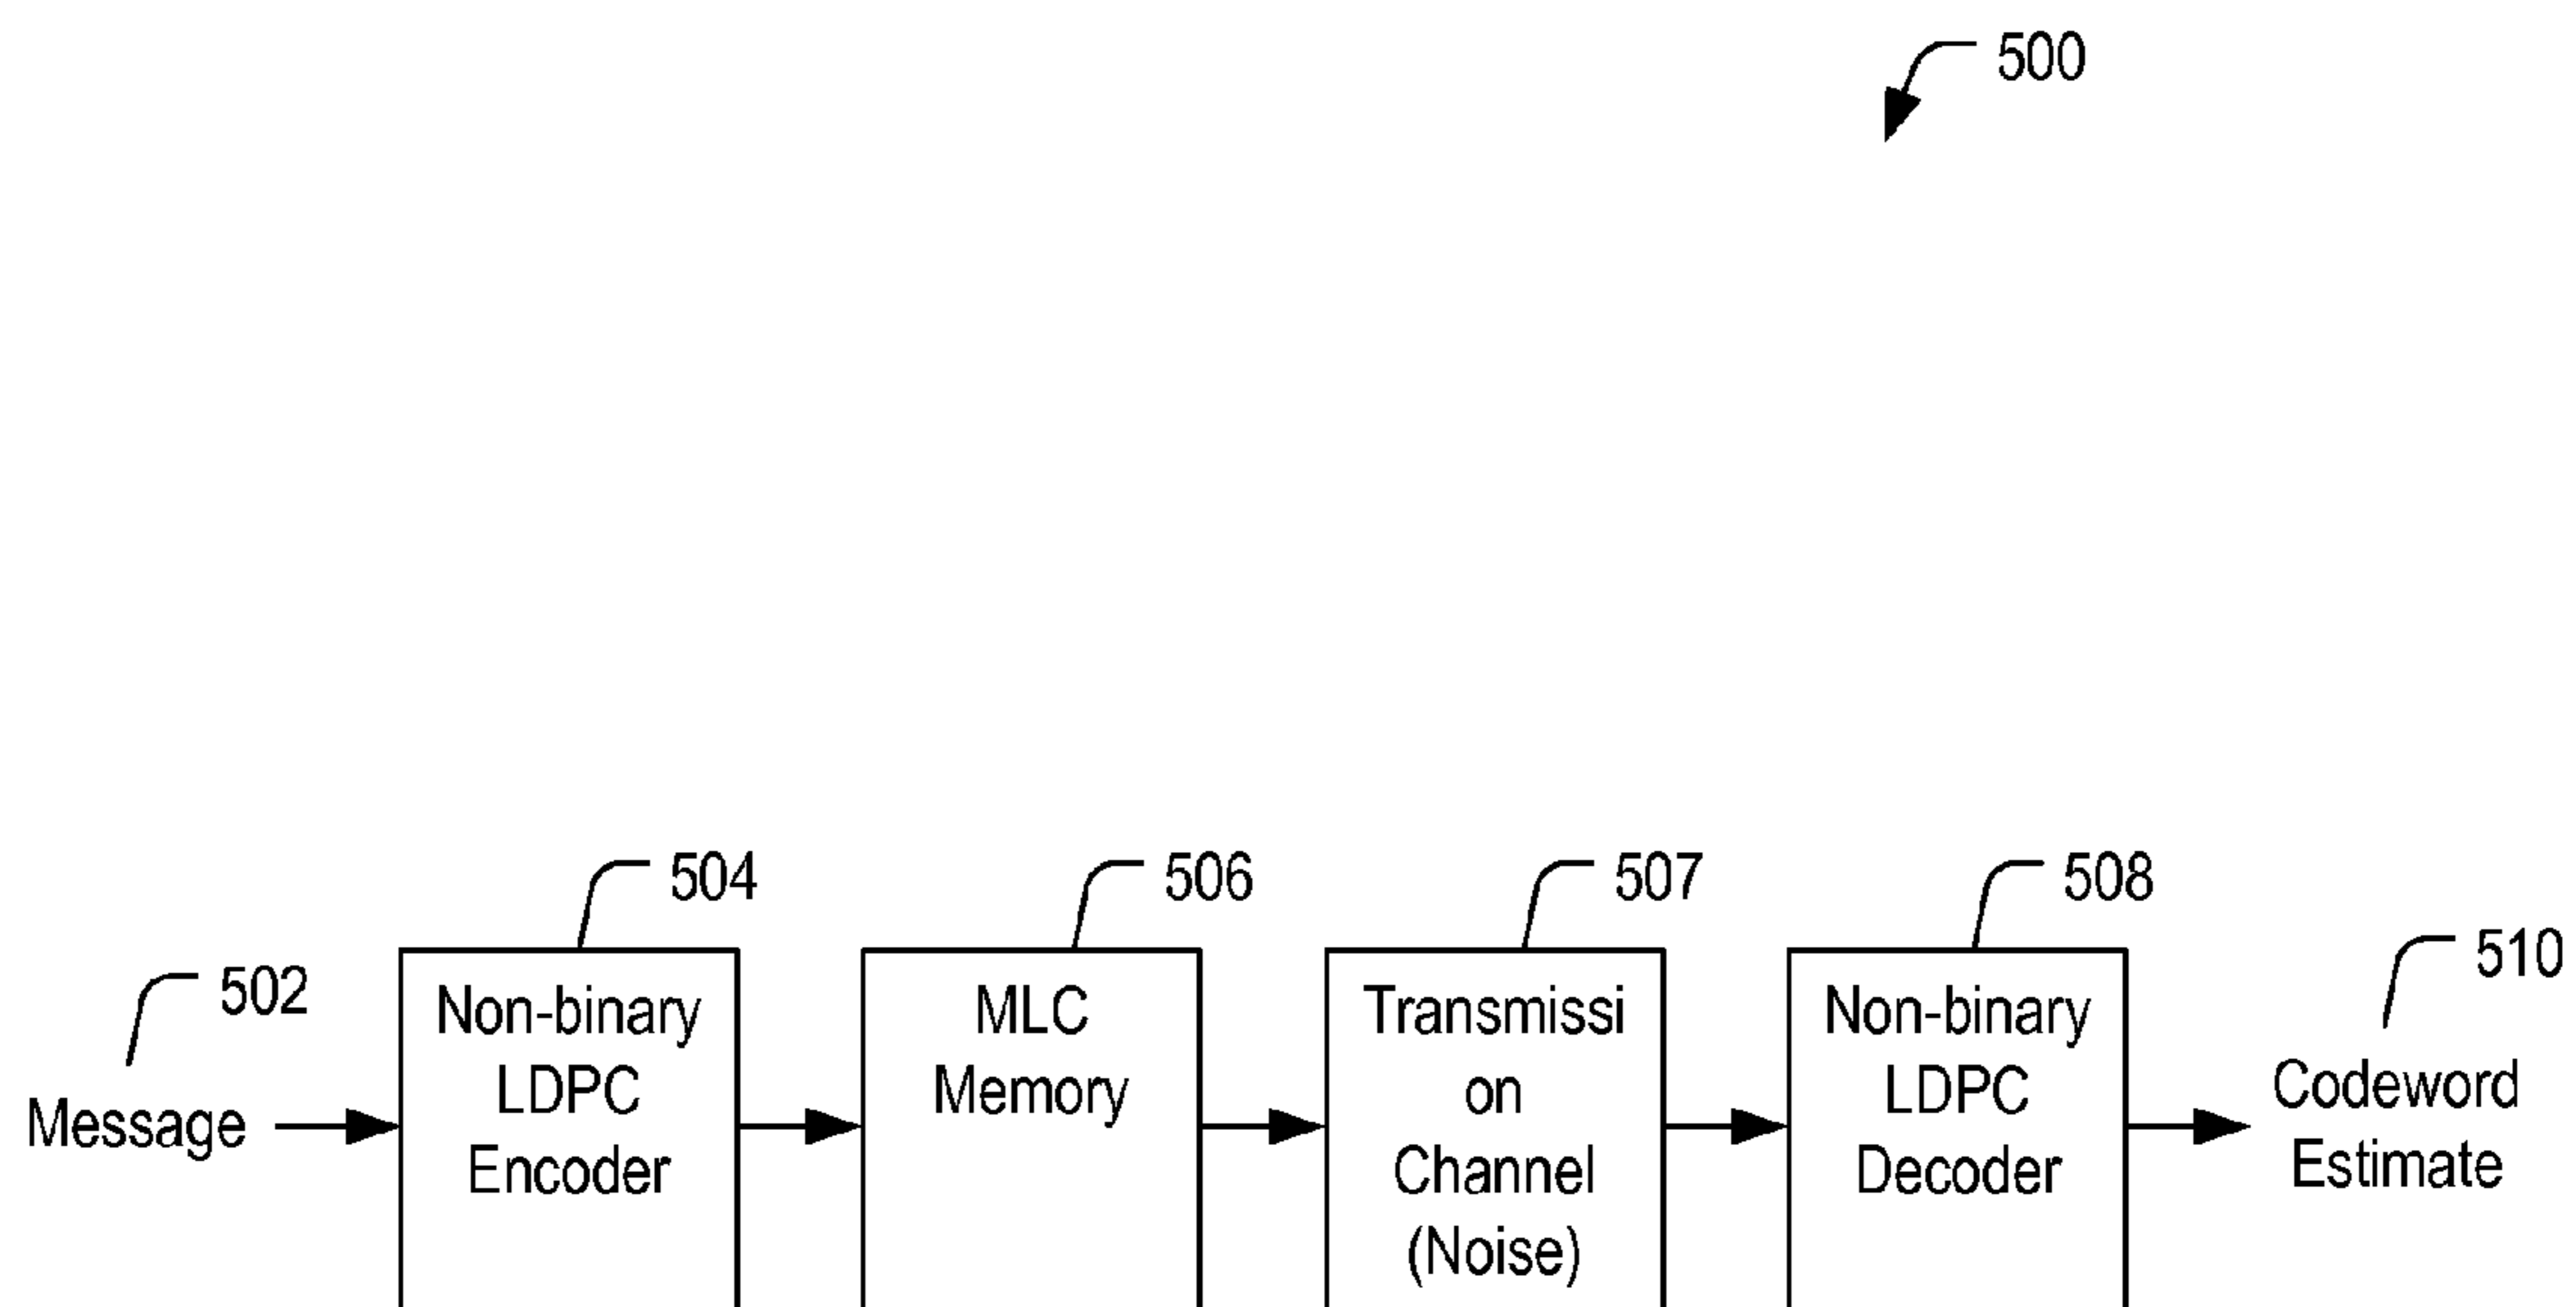 500
504
506
507
508
510
502
Non-binary
LDPC
Encoder
MLC
Memory
Transmissi
on
Channel
(Noise)
Non-binary
LDPC
Decoder
Message
Codeword
Estimate